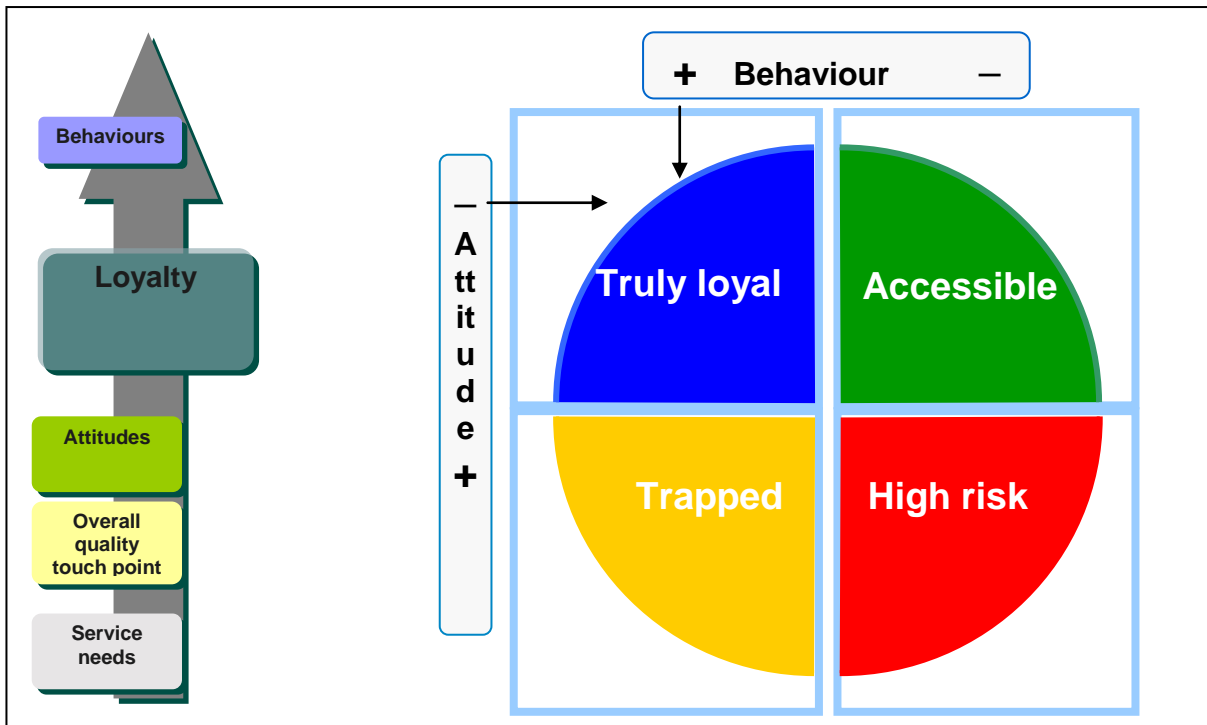 Behaviours
Loyalty
Attitudes
Overall
quality
touch point
Service
needs
+ Behaviour –
–
A
tt
it
u
d
e
+
Truly loyal
Accessible
Trapped
High risk